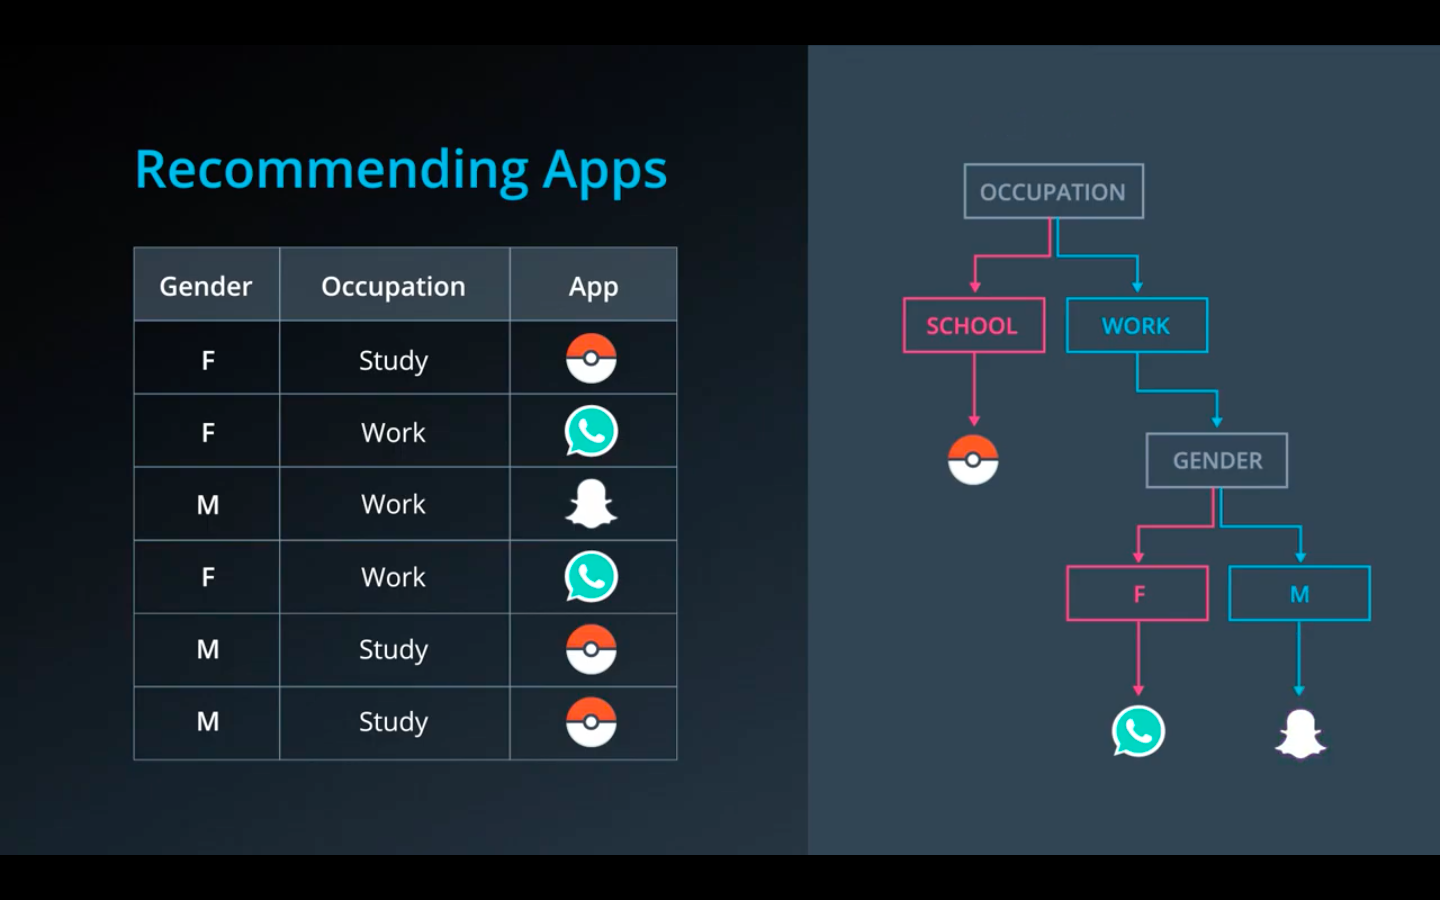 Recommending Apps
Gender Occupation App
F Study
F Work
M Work
F Work
M Study
M Study
OCCUPATION
SCHOOL WORK
GENDER
F M